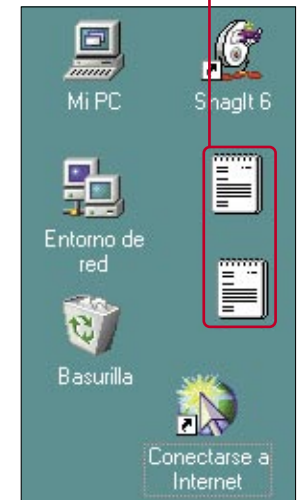 Mi PC
SnagIt 6
Entorno de
red
Basurilla
Conectarse a
Internet